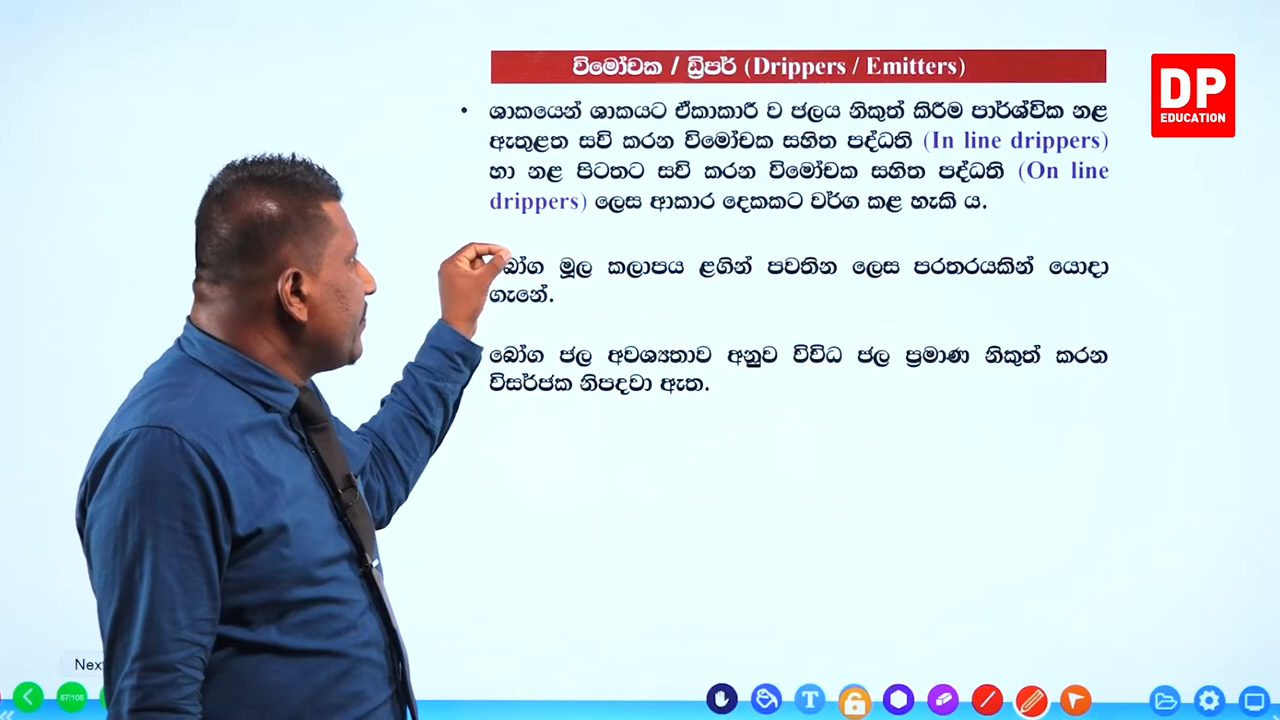 විමෝචක / ඩ්‍රිපර් (Drippers / Emitters)
DP
EDUCATION
• ශාකයෙන් ශාකයට ඒකාකාරී ව ජලය නිකුත් කිරීම පාර්ශ්වික නළ
ඇතුළත සවි කරන විමෝචක සහිත පද්ධති (In line drippers)
හා නළ පිටතට සවි කරන විමෝචක සහිත පද්ධති (On line
drippers) ලෙස ආකාර දෙකකට වර්ග කළ හැකි ය.
බෝග මූල කලාපය ළඟින් පවතින ලෙස පරතරයකින් යොදා
ගැනේ.
බෝග ජල අවශ්‍යතාව අනුව විවිධ ජල ප්‍රමාණ නිකුත් කරන
විසර්ජක නිපදවා ඇත.
Next
67/108
T